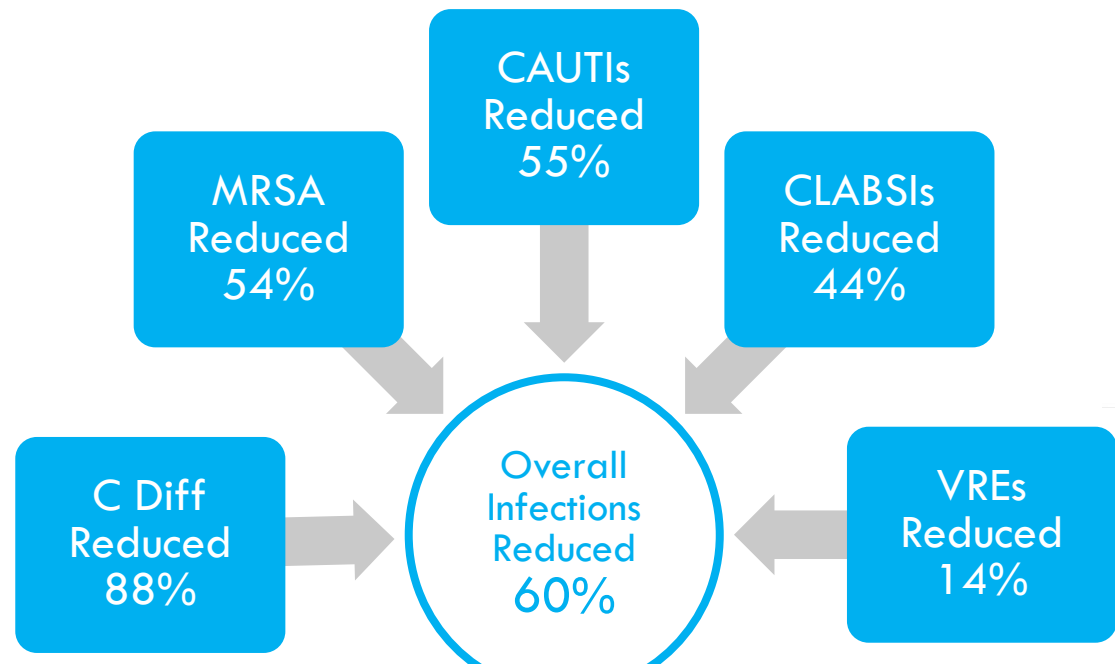 CAUTIs
Reduced
55%
MRSA
Reduced
54%
CLABSIs
Reduced
44%
C Diff
Reduced
88%
Overall
Infections
Reduced
60%
VREs
Reduced
14%